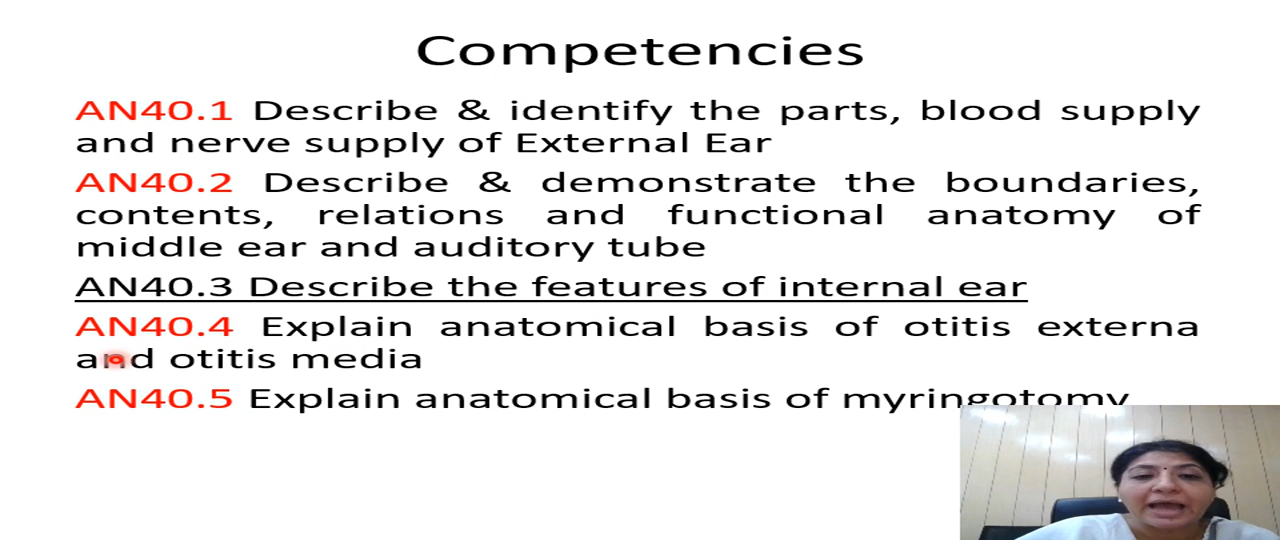 Competencies
AN40.1 Describe & identify the parts, blood supply
and nerve supply of External Ear
AN40.2 Describe & demonstrate the boundaries,
contents, relations and functional anatomy of
middle ear and auditory tube
AN40.3 Describe the features of internal ear
AN40.4 Explain anatomical basis of otitis externa
and otitis media
AN40.5 Explain anatomical basis of myringotomy